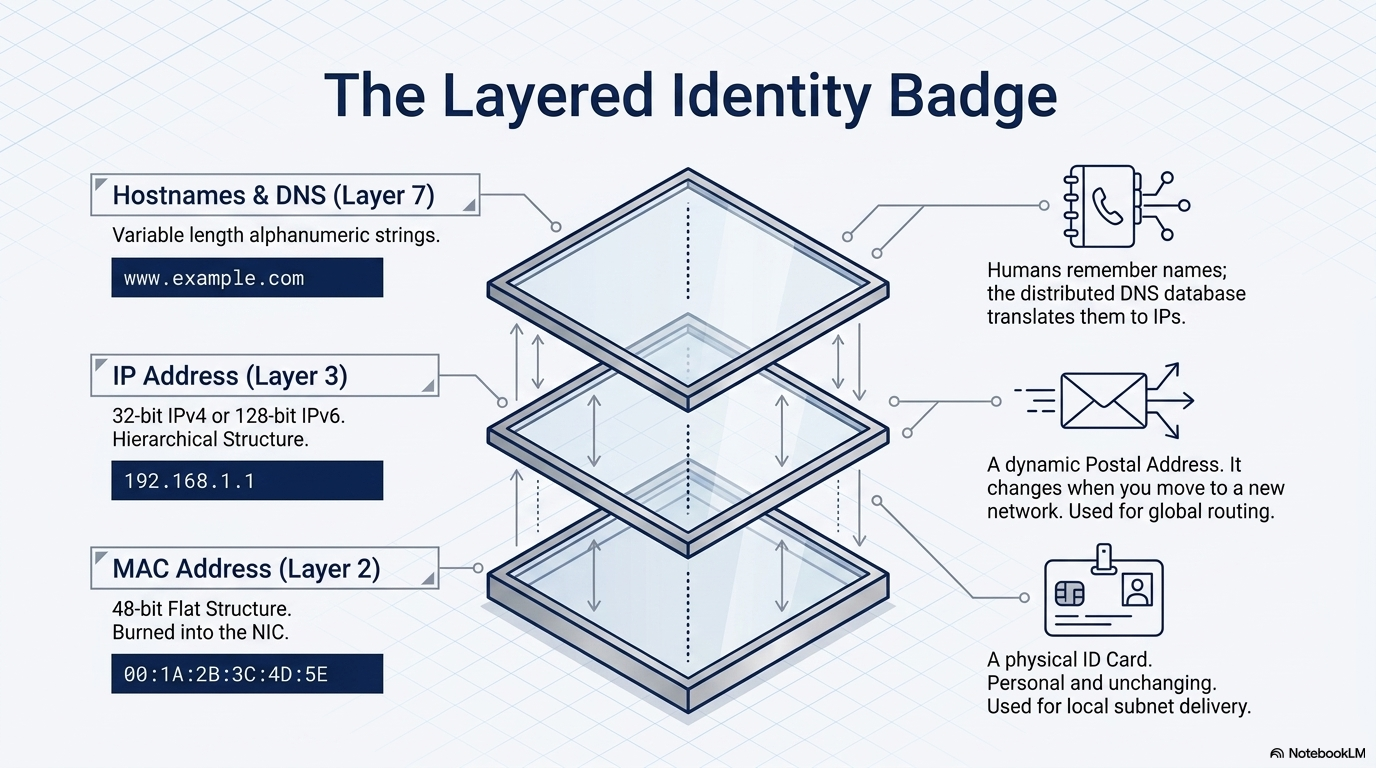 The Layered Identity Badge
Hostnames & DNS (Layer 7)
Variable length alphanumeric strings.
www.example.com
Humans remember names;
the distributed DNS database
translates them to IPs.
IP Address (Layer 3)
32-bit IPv4 or 128-bit IPv6.
Hierarchical Structure.
192.168.1.1
A dynamic Postal Address. It
changes when you move to a new
network. Used for global routing.
MAC Address (Layer 2)
48-bit Flat Structure.
Burned into the NIC.
00:1A:2B:3C:4D:5E
A physical ID Card.
Personal and unchanging.
Used for local subnet delivery.
NotebookLM